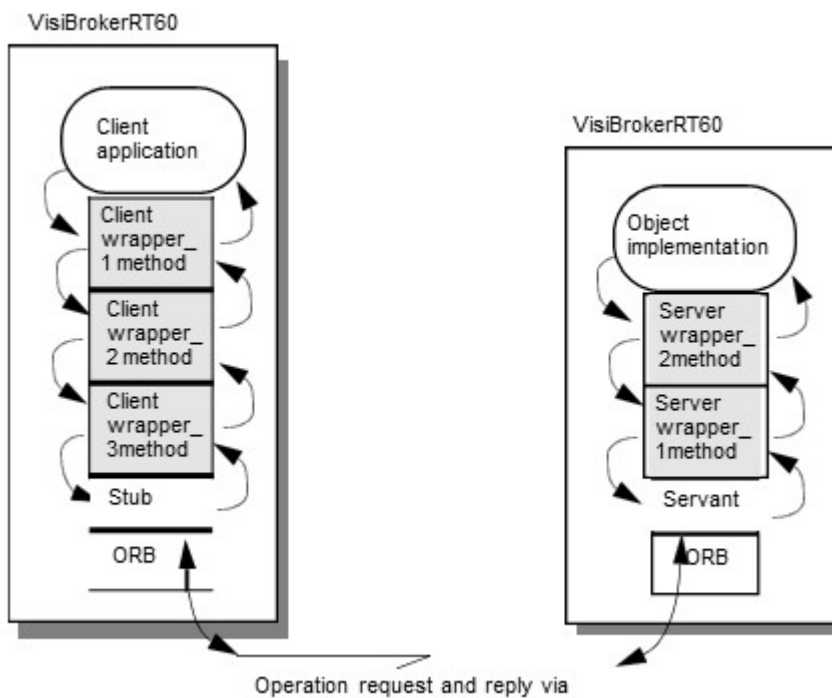 VisiBrokerRT60
Client
application
Client
wrapper_
1 method
Client
wrapper_
2 method
Client
wrapper_
3method
Stub
ORB
VisiBrokerRT60
Object
implementation
Server
wrapper_
2method
Server
wrapper_
1method
Servant
ORB
Operation request and reply via